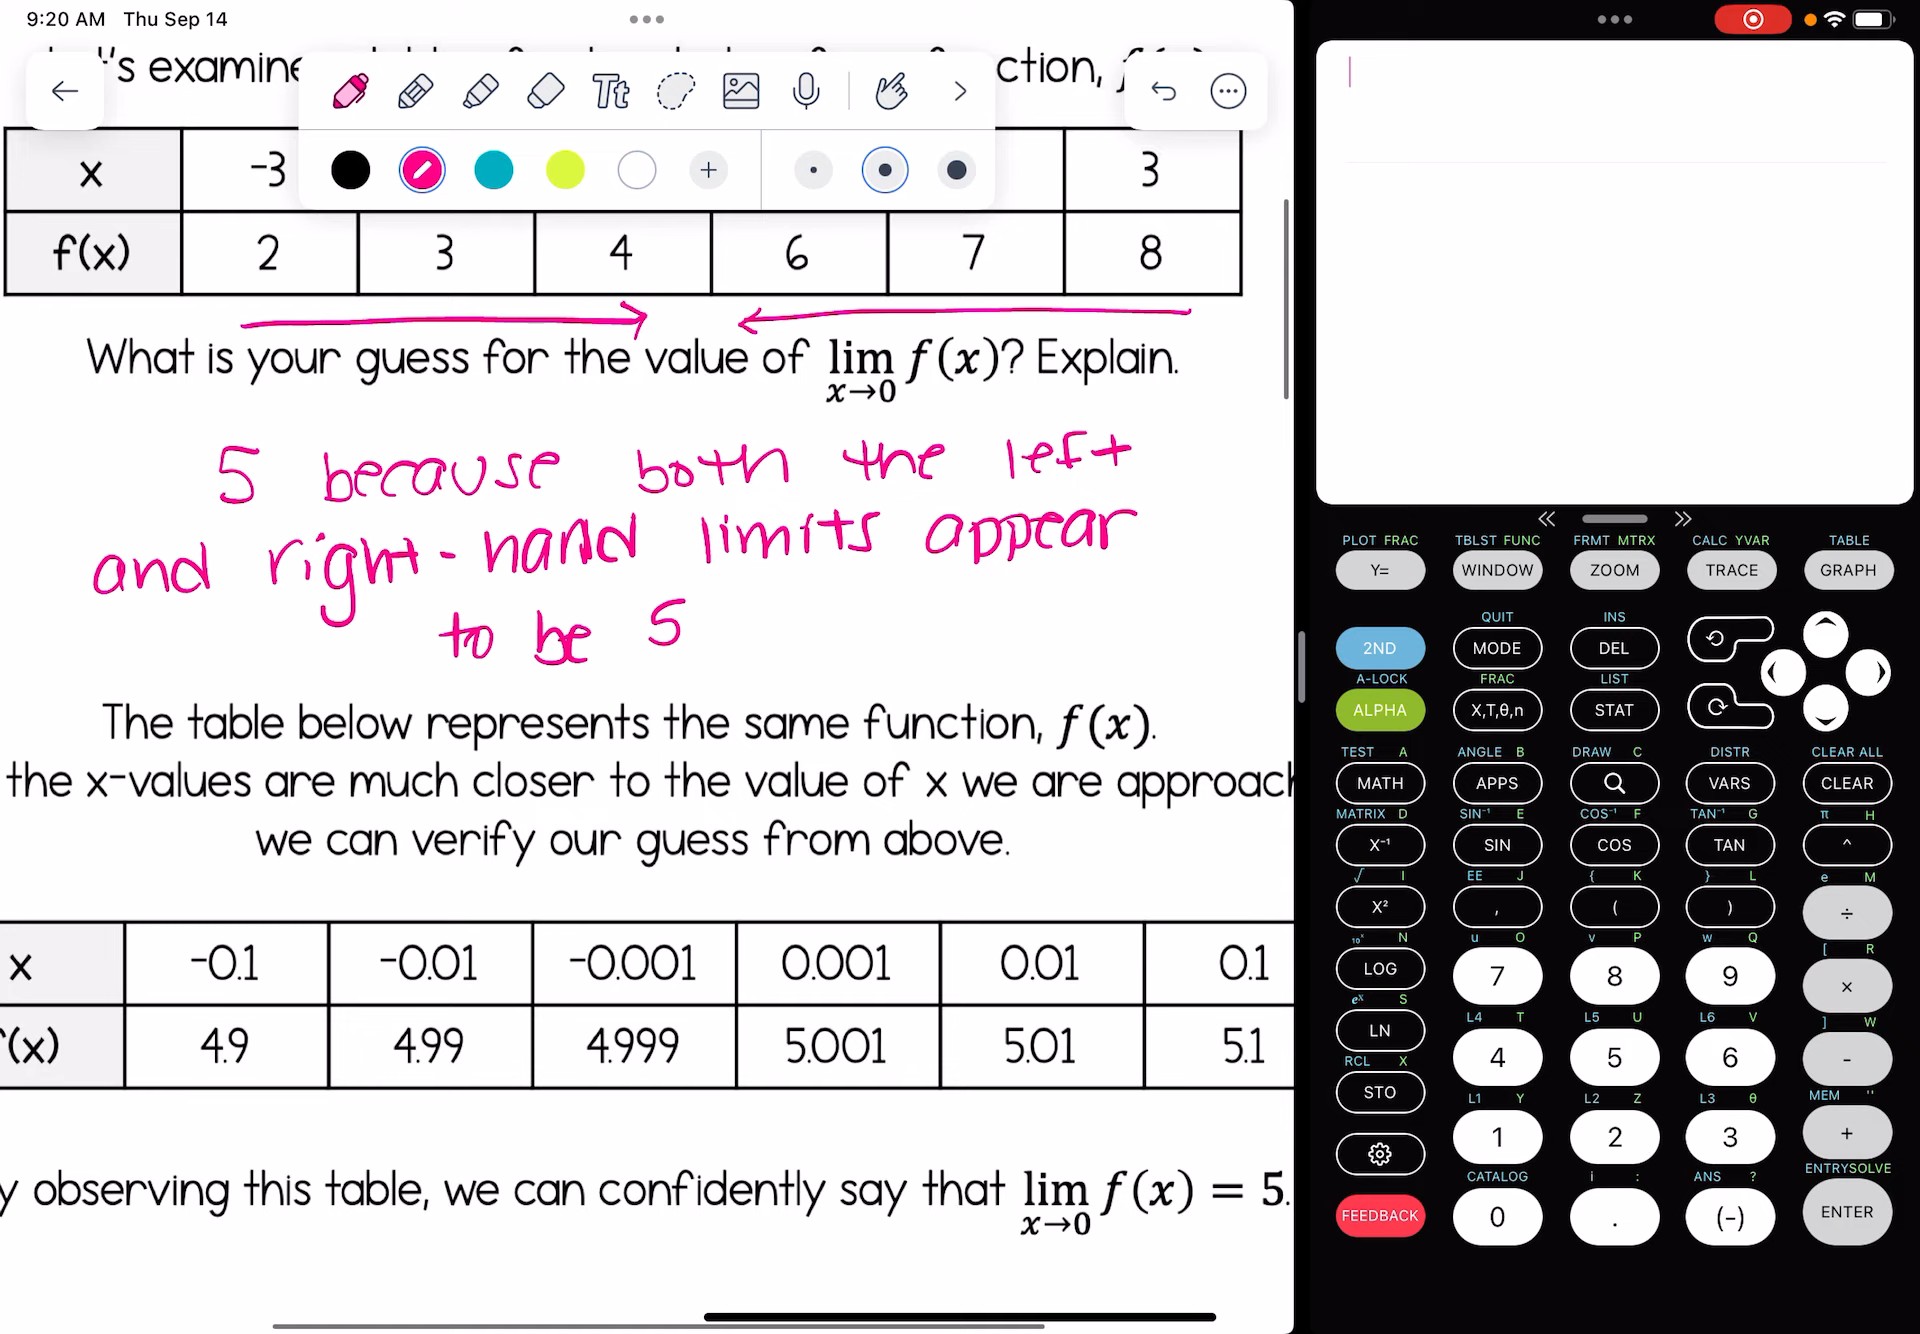 9:20 AM Thu Sep 14
's examine ction,
x -3 3
f(x) 2 3 4 6 7 8
What is your guess for the value of lim f(x)? Explain.
x→0
5 because both the left
and right-hand limits appear
to be 5
The table below represents the same function, f(x).
the x-values are much closer to the value of x we are approach
we can verify our guess from above.
x -0.1 -0.01 -0.001 0.001 0.01 0.1
(x) 4.9 4.99 4.999 5.001 5.01 5.1
y observing this table, we can confidently say that lim f(x) = 5.
x→0
Tt
PLOT FRAC TBLST FUNC FRMT MTRX CALC YVAR TABLE
Y= WINDOW ZOOM TRACE GRAPH
QUIT INS
2ND MODE DEL
A-LOCK FRAC LIST
ALPHA X,T,θ,n STAT
TEST A ANGLE B DRAW C DISTR CLEAR ALL
MATH APPS VARS CLEAR
MATRIX D SIN⁻¹ E COS⁻¹ F TAN⁻¹ G π H
X⁻¹ SIN COS TAN ^
√ I EE J { K } L e M
X² , ( ) ÷
10ˣ N u O v P w Q [ R
LOG 7 8 9 ×
eˣ S L4 T L5 U L6 V ] W
LN 4 5 6 -
RCL X L1 Y L2 Z L3 θ MEM "
STO 1 2 3 +
CATALOG i : ANS ? ENTRY SOLVE
FEEDBACK 0 . (-) ENTER